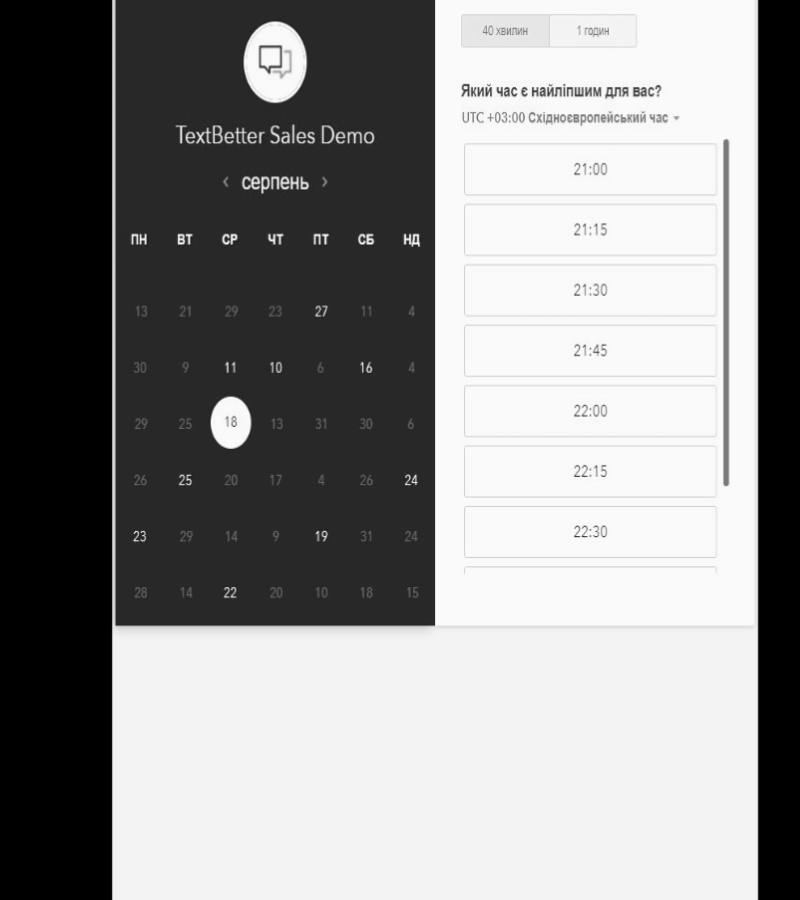 TextBetter Sales Demo
‹ серпень ›
ПН ВТ СР ЧТ ПТ СБ НД
13 21 29 23 27 11 4
30 9 11 10 6 16 4
29 25 18 13 31 30 6
26 25 20 17 4 26 24
23 29 14 9 19 31 24
28 14 22 20 10 18 15
40 хвилин 1 годин
Який час є найліпшим для вас?
UTC +03:00 Східноєвропейський час
21:00
21:15
21:30
21:45
22:00
22:15
22:30